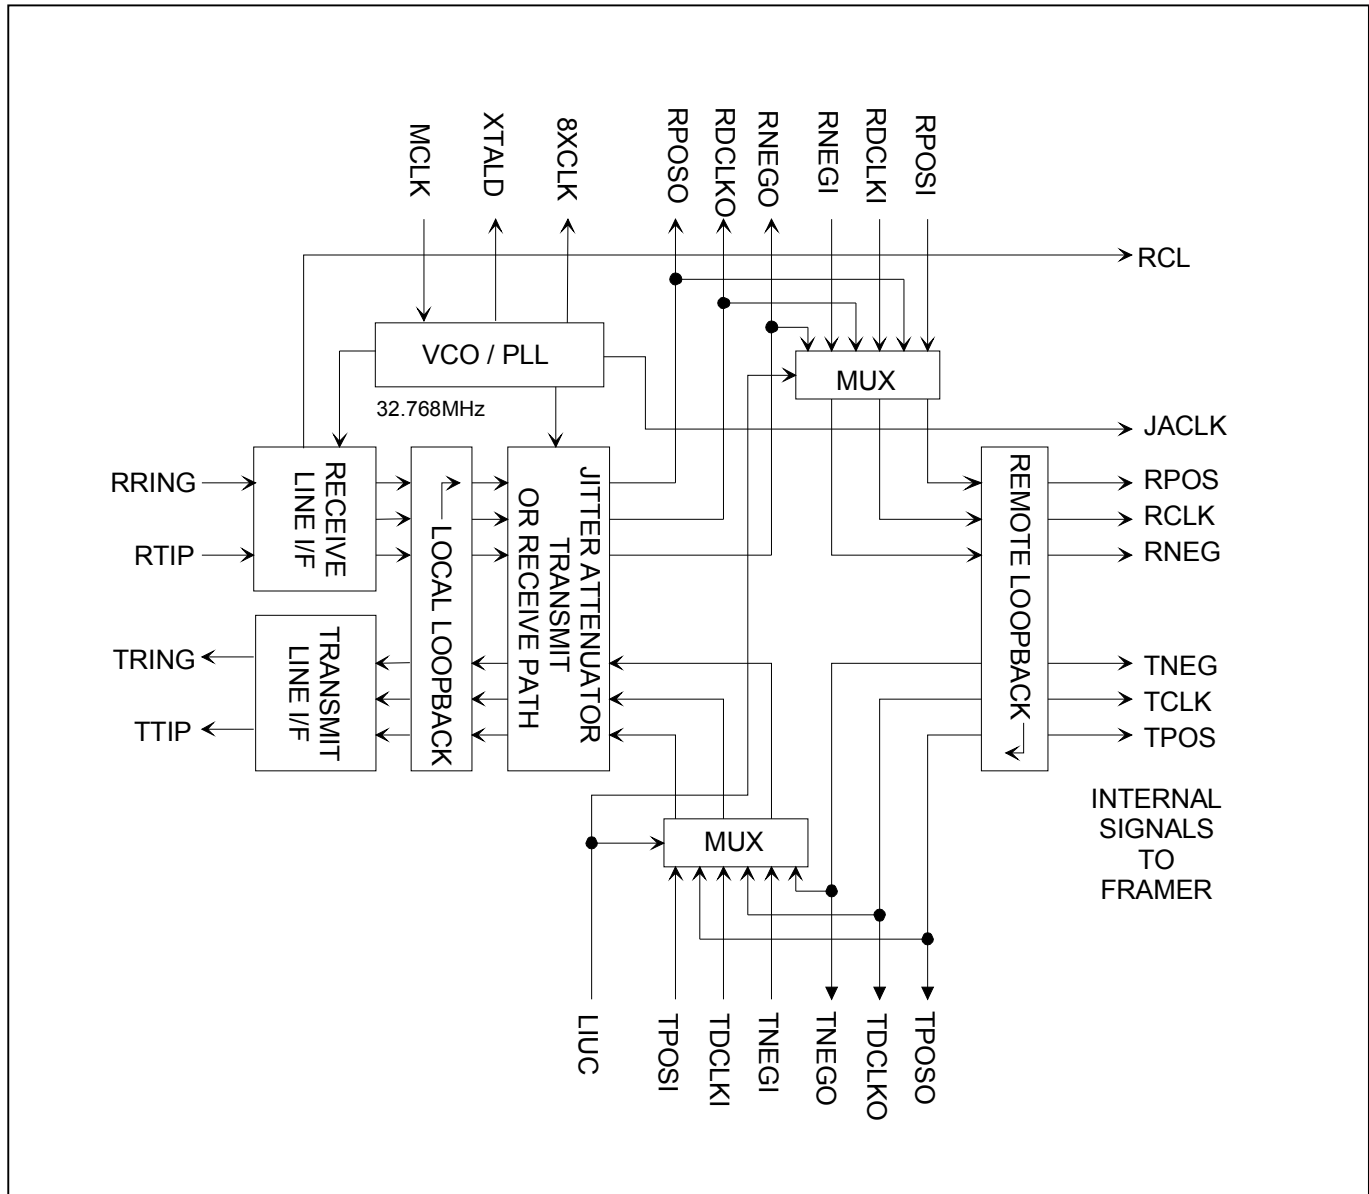 MCLK
XTALD
8XCLK
RPOSO
RDCLKO
RNEGO
RNEGI
RDCLKI
RPOSI
RCL
VCO / PLL
MUX
32.768MHz
JACLK
RRING
RTIP
RECEIVE
LINE I/F
LOCAL LOOPBACK
JITTER ATTENUATOR
TRANSMIT
OR RECEIVE PATH
REMOTE LOOPBACK
RPOS
RCLK
RNEG
TRING
TTIP
TRANSMIT
LINE I/F
TNEG
TCLK
TPOS
INTERNAL
SIGNALS
TO
FRAMER
MUX
LIUC
TPOSI
TDCLKI
TNEGI
TNEGO
TDCLKO
TPOSO